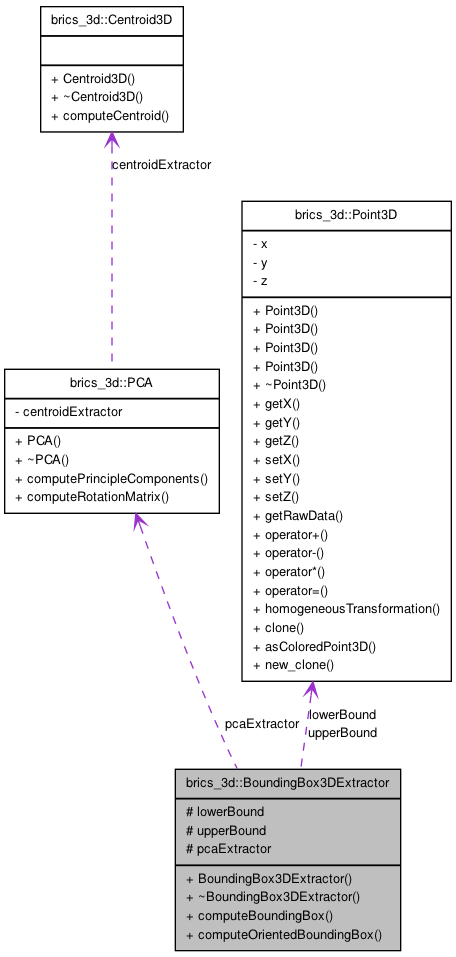 brics_3d::Centroid3D
+ Centroid3D()
+ ~Centroid3D()
+ computeCentroid()
centroidExtractor
brics_3d::Point3D
- x
- y
- z
+ Point3D()
+ Point3D()
+ Point3D()
+ Point3D()
+ ~Point3D()
+ getX()
+ getY()
+ getZ()
+ setX()
+ setY()
+ setZ()
+ getRawData()
+ operator+()
+ operator-()
+ operator*()
+ operator=()
+ homogeneousTransformation()
+ clone()
+ asColoredPoint3D()
+ new_clone()
brics_3d::PCA
- centroidExtractor
+ PCA()
+ ~PCA()
+ computePrincipleComponents()
+ computeRotationMatrix()
pcaExtractor
lowerBound
upperBound
brics_3d::BoundingBox3DExtractor
# lowerBound
# upperBound
# pcaExtractor
+ BoundingBox3DExtractor()
+ ~BoundingBox3DExtractor()
+ computeBoundingBox()
+ computeOrientedBoundingBox()